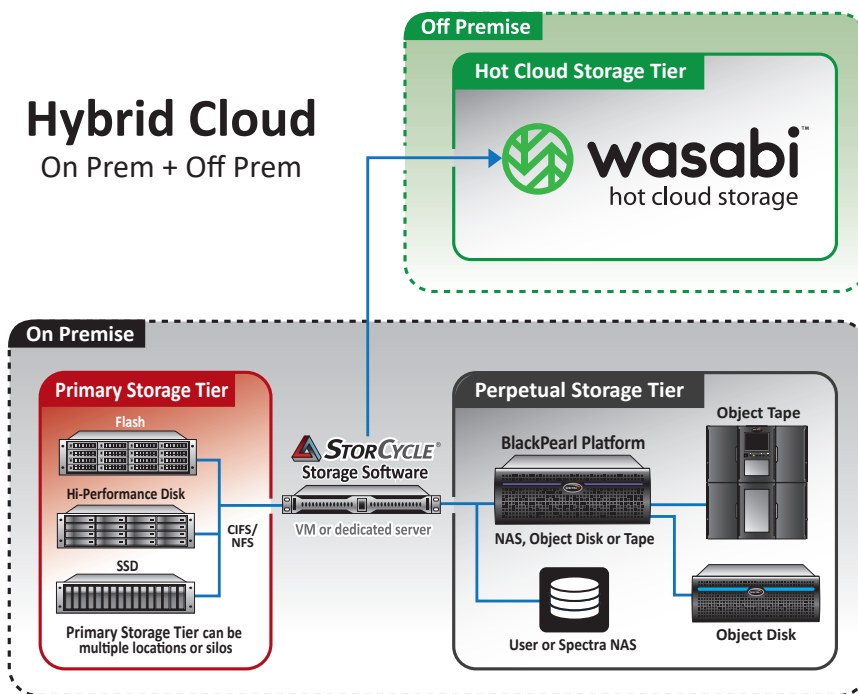 Hybrid Cloud
On Prem + Off Prem
Off Premise
Hot Cloud Storage Tier
wasabi™
hot cloud storage
On Premise
Primary Storage Tier
Flash
Hi-Performance Disk
CIFS/
NFS
SSD
Primary Storage Tier can be
multiple locations or silos
STORCYCLE®
Storage Software
VM or dedicated server
Perpetual Storage Tier
BlackPearl Platform
NAS, Object Disk or Tape
Object Tape
User or Spectra NAS
Object Disk